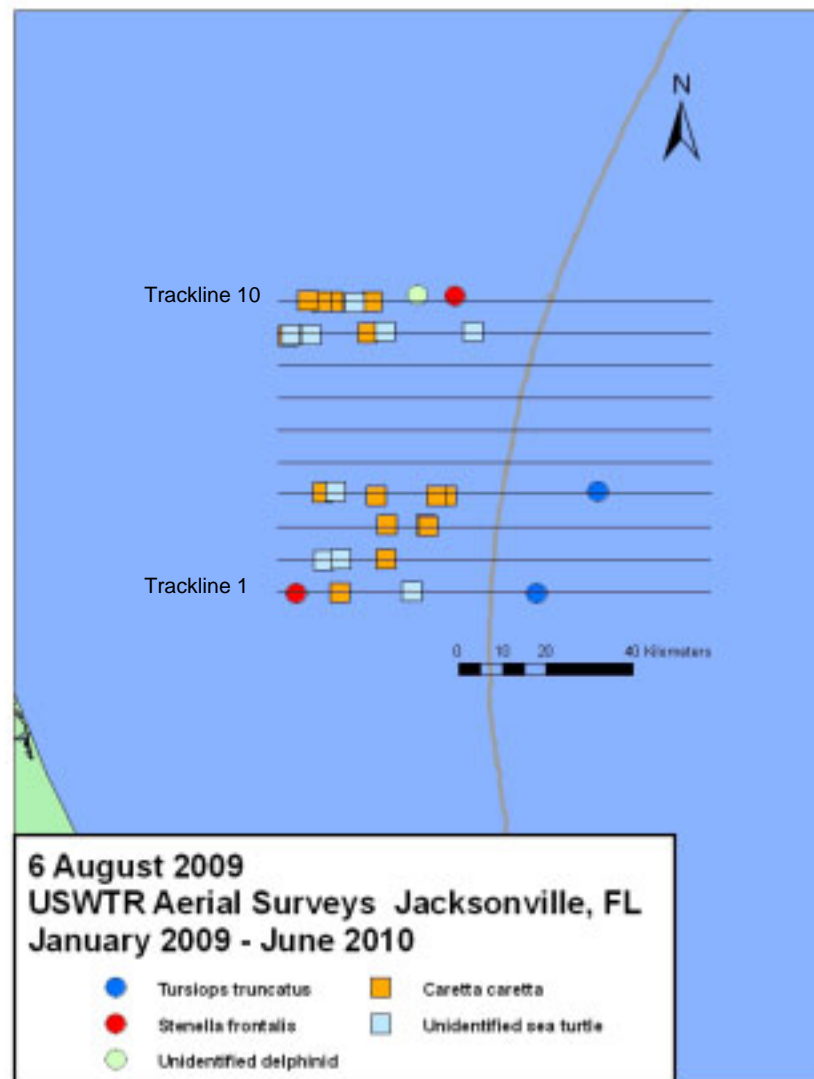 N
Trackline 10
Trackline 1
0 10 20 40 Kilometers
6 August 2009
USWTR Aerial Surveys Jacksonville, FL
January 2009 - June 2010
Tursiops truncatus
Caretta caretta
Stenella frontalis
Unidentified sea turtle
Unidentified delphinid